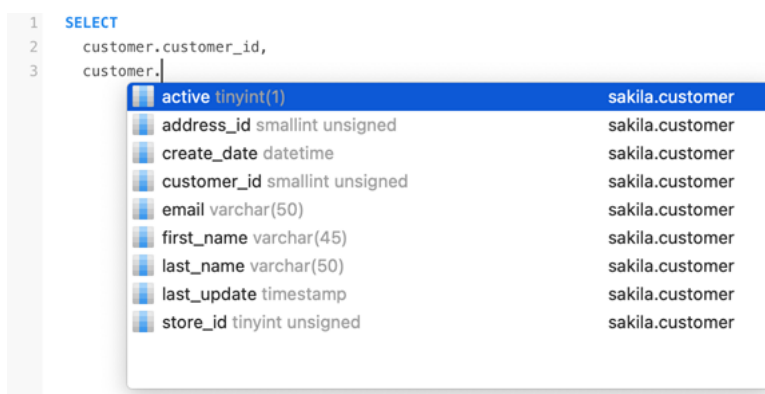 1 SELECT
2 customer.customer_id,
3 customer.
active tinyint(1) sakila.customer
address_id smallint unsigned sakila.customer
create_date datetime sakila.customer
customer_id smallint unsigned sakila.customer
email varchar(50) sakila.customer
first_name varchar(45) sakila.customer
last_name varchar(50) sakila.customer
last_update timestamp sakila.customer
store_id tinyint unsigned sakila.customer